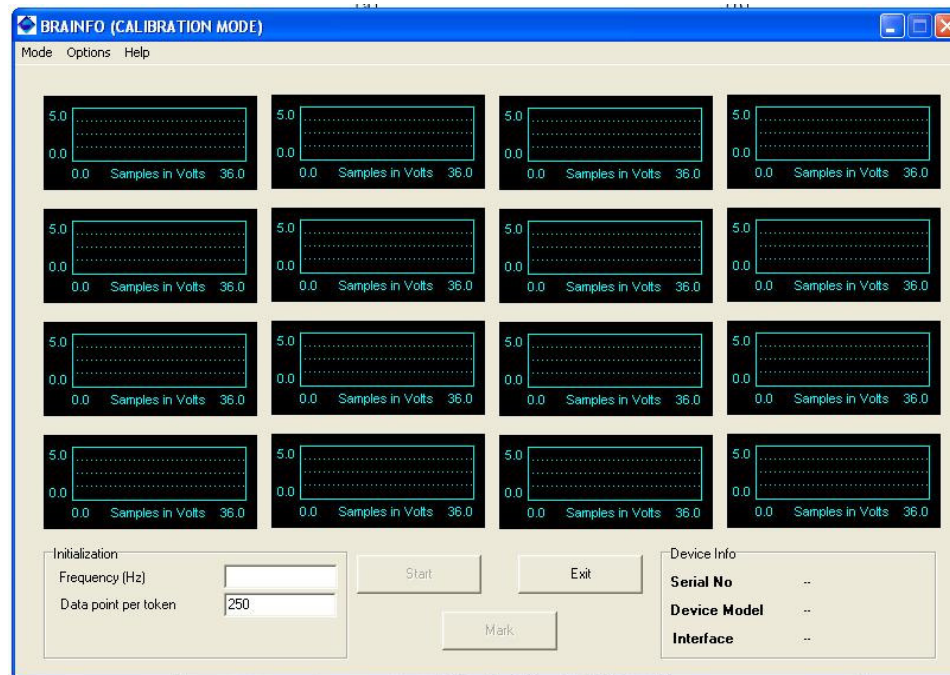 BRAINFO (CALIBRATION MODE)
Mode Options Help
5.0 5.0 5.0 5.0
0.0 0.0 0.0 0.0
0.0 Samples in Volts 36.0 0.0 Samples in Volts 36.0 0.0 Samples in Volts 36.0 0.0 Samples in Volts 36.0
5.0 5.0 5.0 5.0
0.0 0.0 0.0 0.0
0.0 Samples in Volts 36.0 0.0 Samples in Volts 36.0 0.0 Samples in Volts 36.0 0.0 Samples in Volts 36.0
5.0 5.0 5.0 5.0
0.0 0.0 0.0 0.0
0.0 Samples in Volts 36.0 0.0 Samples in Volts 36.0 0.0 Samples in Volts 36.0 0.0 Samples in Volts 36.0
5.0 5.0 5.0 5.0
0.0 0.0 0.0 0.0
0.0 Samples in Volts 36.0 0.0 Samples in Volts 36.0 0.0 Samples in Volts 36.0 0.0 Samples in Volts 36.0
Initialization
Frequency (Hz)
Data point per token 250
Start
Exit
Mark
Device Info
Serial No --
Device Model --
Interface --